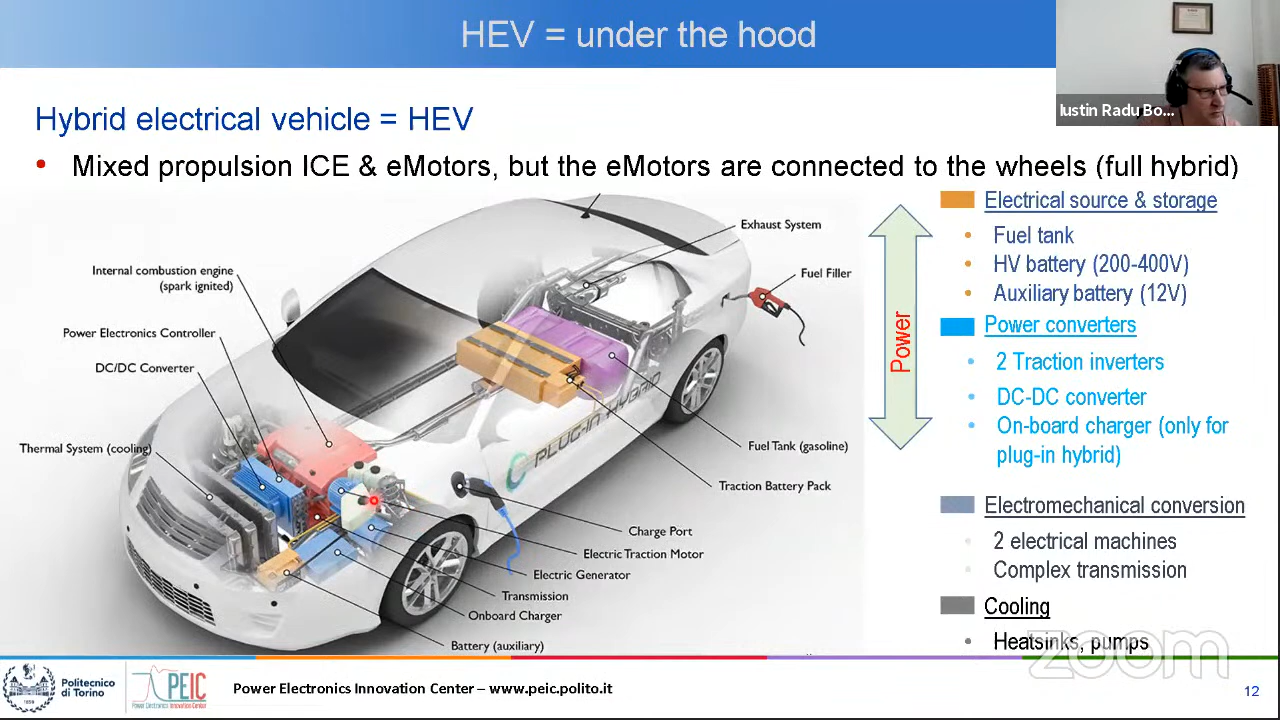 HEV = under the hood
Iustin Radu Bo...
Hybrid electrical vehicle = HEV
• Mixed propulsion ICE & eMotors, but the eMotors are connected to the wheels (full hybrid)
Exhaust System
Fuel Filler
Internal combustion engine
(spark ignited)
Power Electronics Controller
DC/DC Converter
Thermal System (cooling)
PLUG-IN HYBRID
Fuel Tank (gasoline)
Traction Battery Pack
Charge Port
Electric Traction Motor
Electric Generator
Transmission
Onboard Charger
Battery (auxiliary)
Power
Electrical source & storage
• Fuel tank
• HV battery (200-400V)
• Auxiliary battery (12V)
Power converters
• 2 Traction inverters
• DC-DC converter
• On-board charger (only for
plug-in hybrid)
Electromechanical conversion
• 2 electrical machines
• Complex transmission
Cooling
• Heatsinks, pumps
zoom
Politecnico
di Torino
1859
PEIC
Power Electronics Innovation Center
Power Electronics Innovation Center – www.peic.polito.it
12